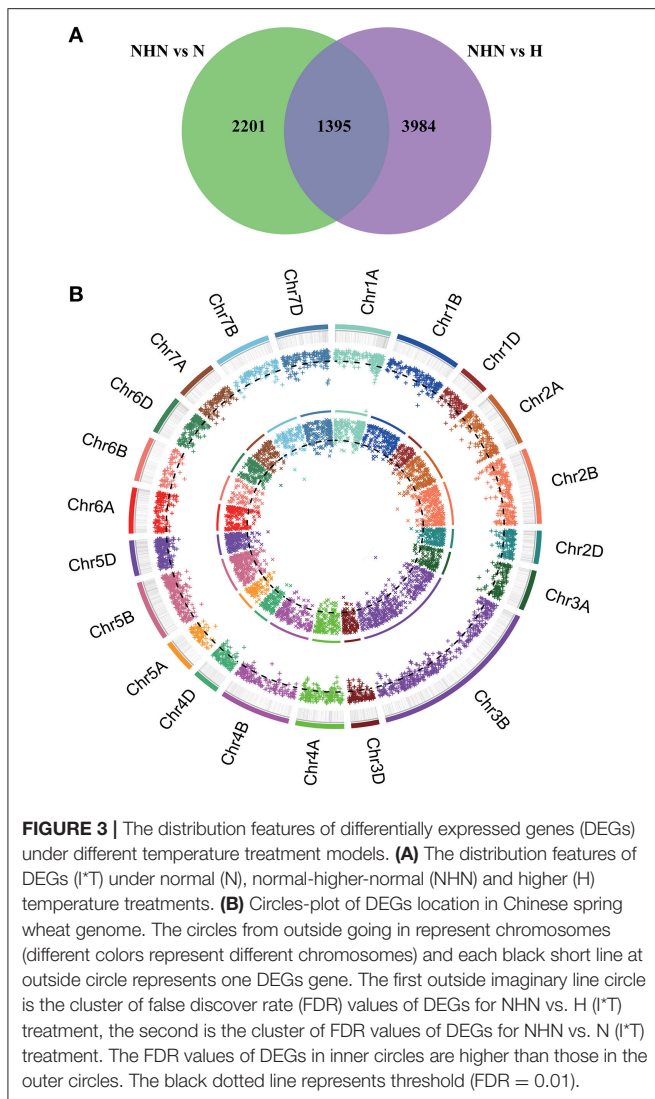 A
NHN vs N
NHN vs H
2201
1395
3984
B
Chr1A
Chr1B
Chr1D
Chr2A
Chr2B
Chr2D
Chr3A
Chr3B
Chr3D
Chr4A
Chr4B
Chr4D
Chr5A
Chr5B
Chr5D
Chr6A
Chr6B
Chr6D
Chr7A
Chr7B
Chr7D
FIGURE 3 | The distribution features of differentially expressed genes (DEGs)
under different temperature treatment models. (A) The distribution features of
DEGs (I*T) under normal (N), normal-higher-normal (NHN) and higher (H)
temperature treatments. (B) Circles-plot of DEGs location in Chinese spring
wheat genome. The circles from outside going in represent chromosomes
(different colors represent different chromosomes) and each black short line at
outside circle represents one DEGs gene. The first outside imaginary line circle
is the cluster of false discover rate (FDR) values of DEGs for NHN vs. H (I*T)
treatment, the second is the cluster of FDR values of DEGs for NHN vs. N (I*T)
treatment. The FDR values of DEGs in inner circles are higher than those in the
outer circles. The black dotted line represents threshold (FDR = 0.01).